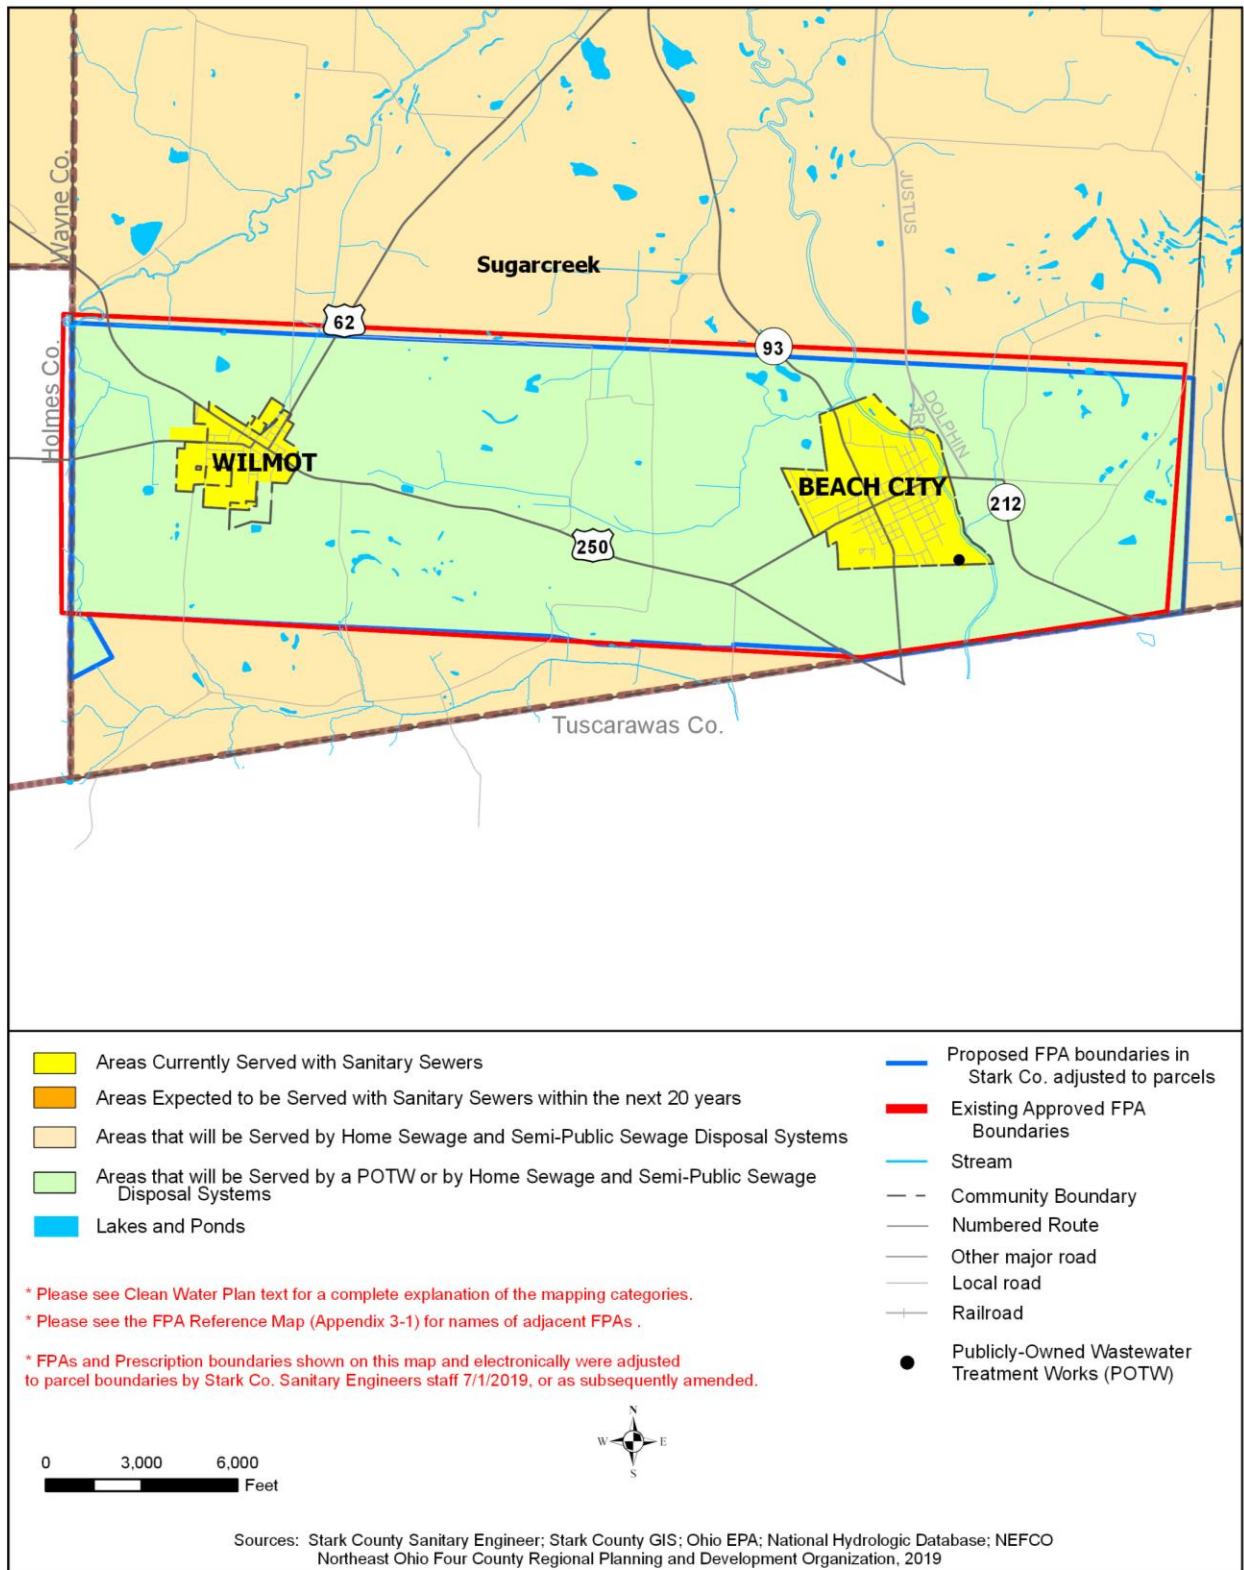 Wayne Co.
JUSTUS
Sugarcreek
62
93
Holmes Co.
DOLPHIN
WILMOT
BEACH CITY
212
250
Tuscarawas Co.
Areas Currently Served with Sanitary Sewers
Areas Expected to be Served with Sanitary Sewers within the next 20 years
Areas that will be Served by Home Sewage and Semi-Public Sewage Disposal Systems
Areas that will be Served by a POTW or by Home Sewage and Semi-Public Sewage
Disposal Systems
Lakes and Ponds
* Please see Clean Water Plan text for a complete explanation of the mapping categories.
* Please see the FPA Reference Map (Appendix 3-1) for names of adjacent FPAs .
* FPAs and Prescription boundaries shown on this map and electronically were adjusted
to parcel boundaries by Stark Co. Sanitary Engineers staff 7/1/2019, or as subsequently amended.
Proposed FPA boundaries in
Stark Co. adjusted to parcels
Existing Approved FPA
Boundaries
Stream
Community Boundary
Numbered Route
Other major road
Local road
Railroad
Publicly-Owned Wastewater
Treatment Works (POTW)
N
W E
S
0 3,000 6,000
Feet
Sources: Stark County Sanitary Engineer; Stark County GIS; Ohio EPA; National Hydrologic Database; NEFCO
Northeast Ohio Four County Regional Planning and Development Organization, 2019